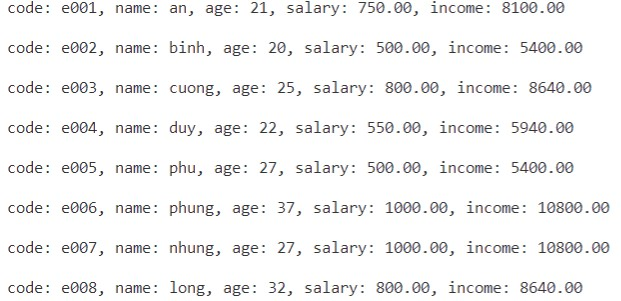 code: e001, name: an, age: 21, salary: 750.00, income: 8100.00
code: e002, name: binh, age: 20, salary: 500.00, income: 5400.00
code: e003, name: cuong, age: 25, salary: 800.00, income: 8640.00
code: e004, name: duy, age: 22, salary: 550.00, income: 5940.00
code: e005, name: phu, age: 27, salary: 500.00, income: 5400.00
code: e006, name: phung, age: 37, salary: 1000.00, income: 10800.00
code: e007, name: nhung, age: 27, salary: 1000.00, income: 10800.00
code: e008, name: long, age: 32, salary: 800.00, income: 8640.00